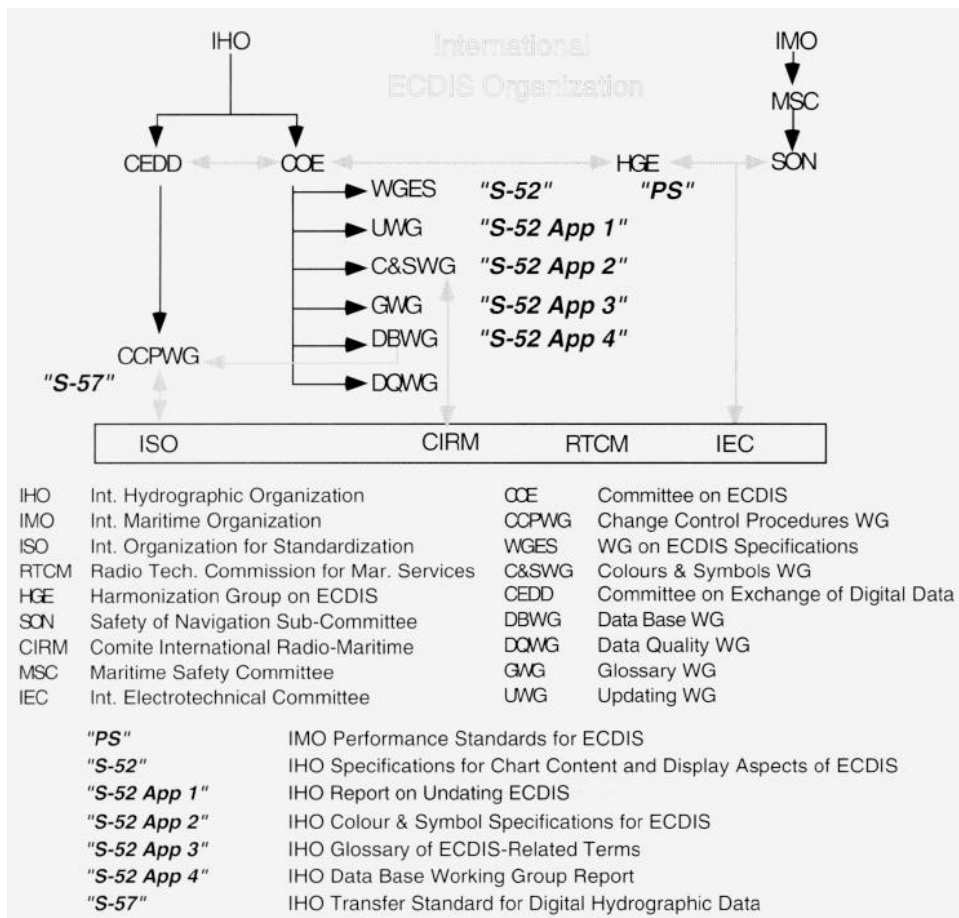 IHO International IMO
ECDIS Organization
MSC
CEDD COE HGE SON
WGES "S-52" "PS"
UWG "S-52 App 1"
C&SWG "S-52 App 2"
GWG "S-52 App 3"
DBWG "S-52 App 4"
CCPWG
"S-57" DQWG
ISO CIRM RTCM IEC
IHO Int. Hydrographic Organization
IMO Int. Maritime Organization
ISO Int. Organization for Standardization
RTCM Radio Tech. Commission for Mar. Services
HGE Harmonization Group on ECDIS
SON Safety of Navigation Sub-Committee
CIRM Comite International Radio-Maritime
MSC Maritime Safety Committee
IEC Int. Electrotechnical Committee
COE Committee on ECDIS
CCPWG Change Control Procedures WG
WGES WG on ECDIS Specifications
C&SWG Colours & Symbols WG
CEDD Committee on Exchange of Digital Data
DBWG Data Base WG
DQWG Data Quality WG
GWG Glossary WG
UWG Updating WG
"PS" IMO Performance Standards for ECDIS
"S-52" IHO Specifications for Chart Content and Display Aspects of ECDIS
"S-52 App 1" IHO Report on Undating ECDIS
"S-52 App 2" IHO Colour & Symbol Specifications for ECDIS
"S-52 App 3" IHO Glossary of ECDIS-Related Terms
"S-52 App 4" IHO Data Base Working Group Report
"S-57" IHO Transfer Standard for Digital Hydrographic Data